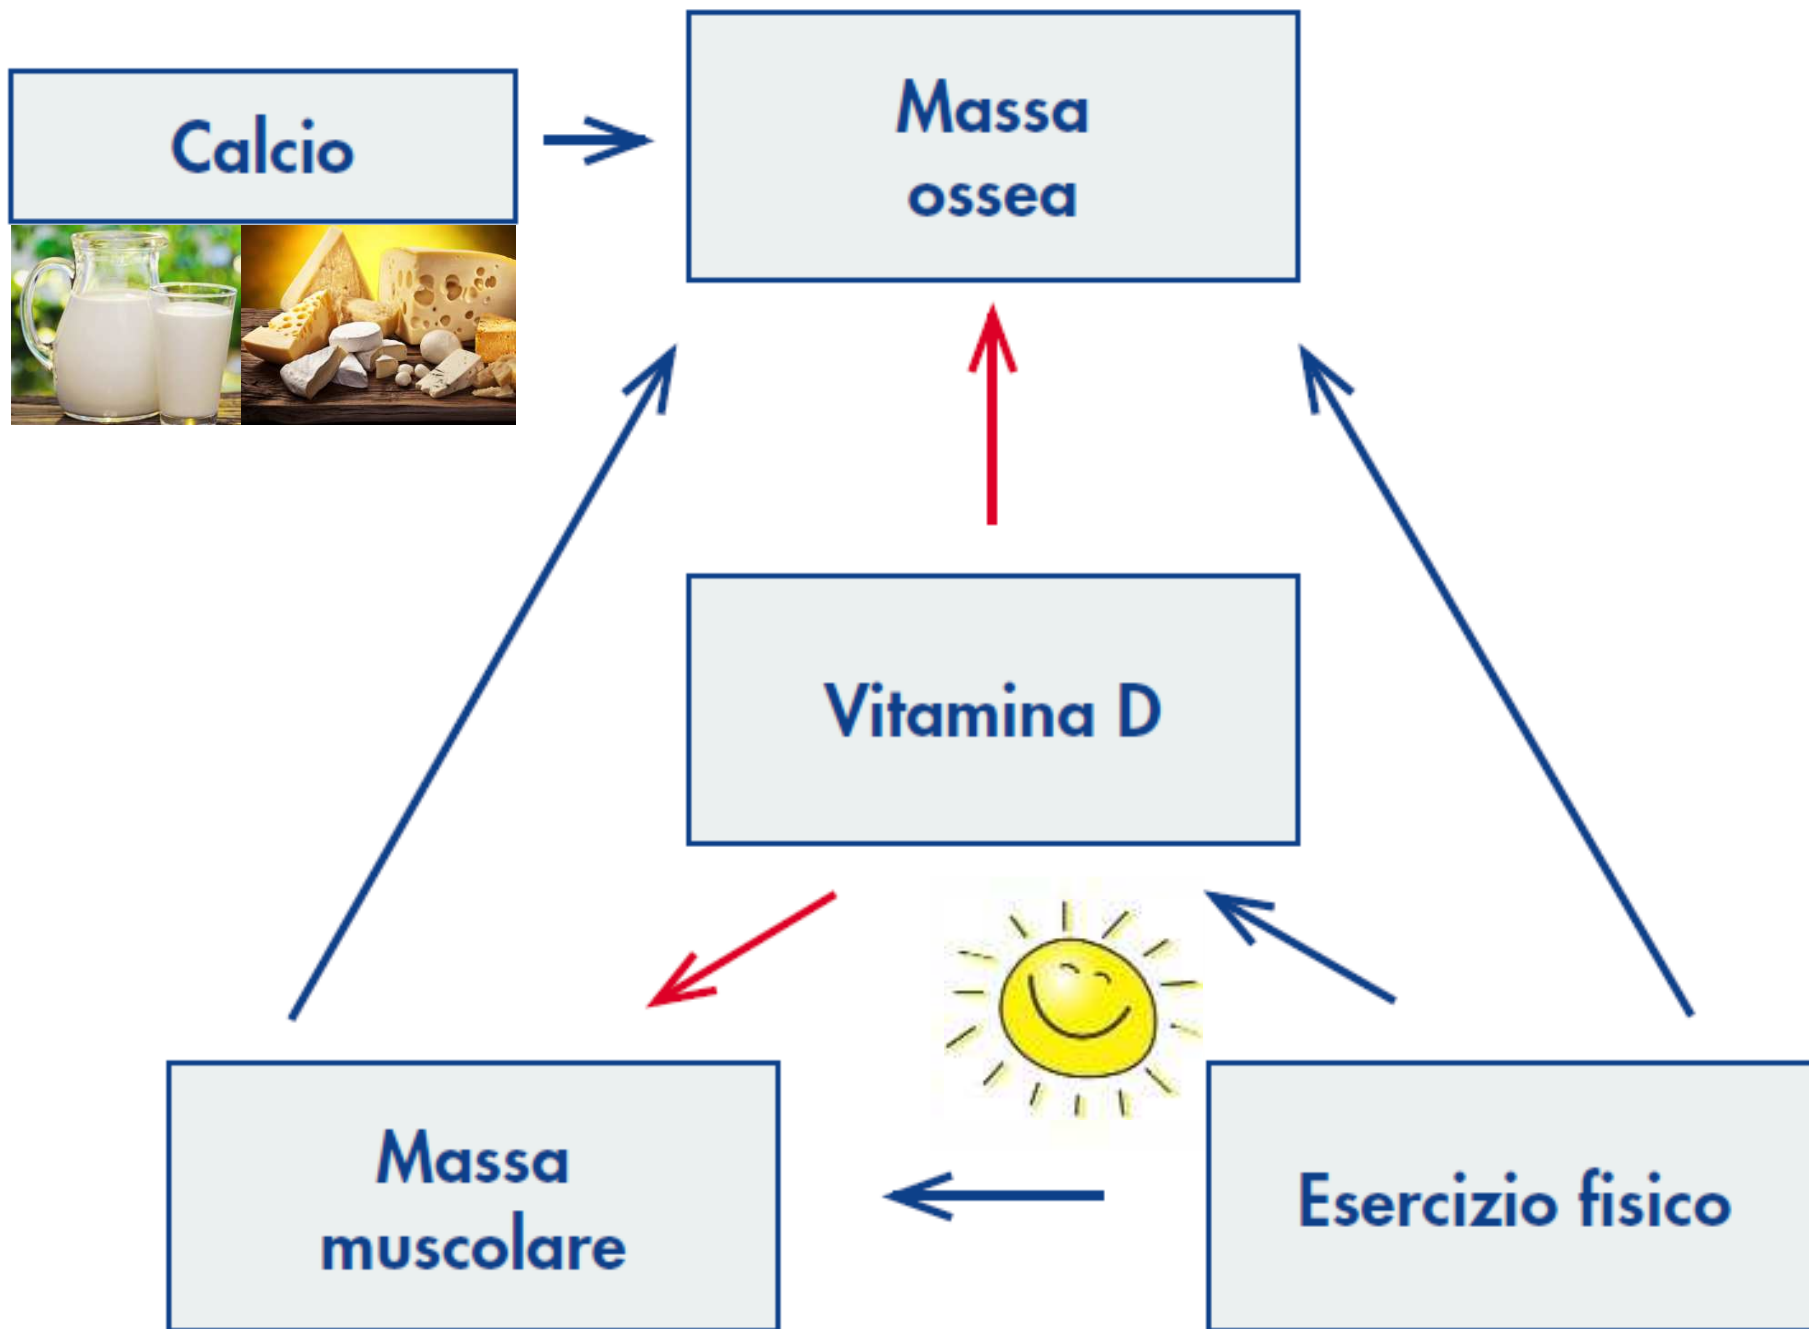 Calcio
Massa
ossea
Vitamina D
Massa
muscolare
Esercizio fisico